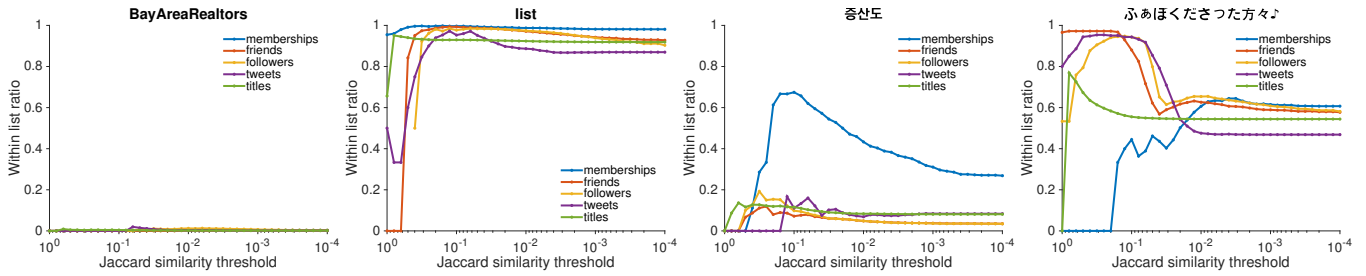 BayAreaRealtors
Within list ratio
1
0.8
0.6
0.4
0.2
0
10^0
10^-1
10^-2
10^-3
10^-4
Jaccard similarity threshold
memberships
friends
followers
tweets
titles
list
Within list ratio
1
0.8
0.6
0.4
0.2
0
10^0
10^-1
10^-2
10^-3
10^-4
Jaccard similarity threshold
memberships
friends
followers
tweets
titles
증산도
Within list ratio
1
0.8
0.6
0.4
0.2
0
10^0
10^-1
10^-2
10^-3
10^-4
Jaccard similarity threshold
memberships
friends
followers
tweets
titles
ふぁほくださった方々♪
Within list ratio
1
0.8
0.6
0.4
0.2
0
10^0
10^-1
10^-2
10^-3
10^-4
Jaccard similarity threshold
memberships
friends
followers
tweets
titles